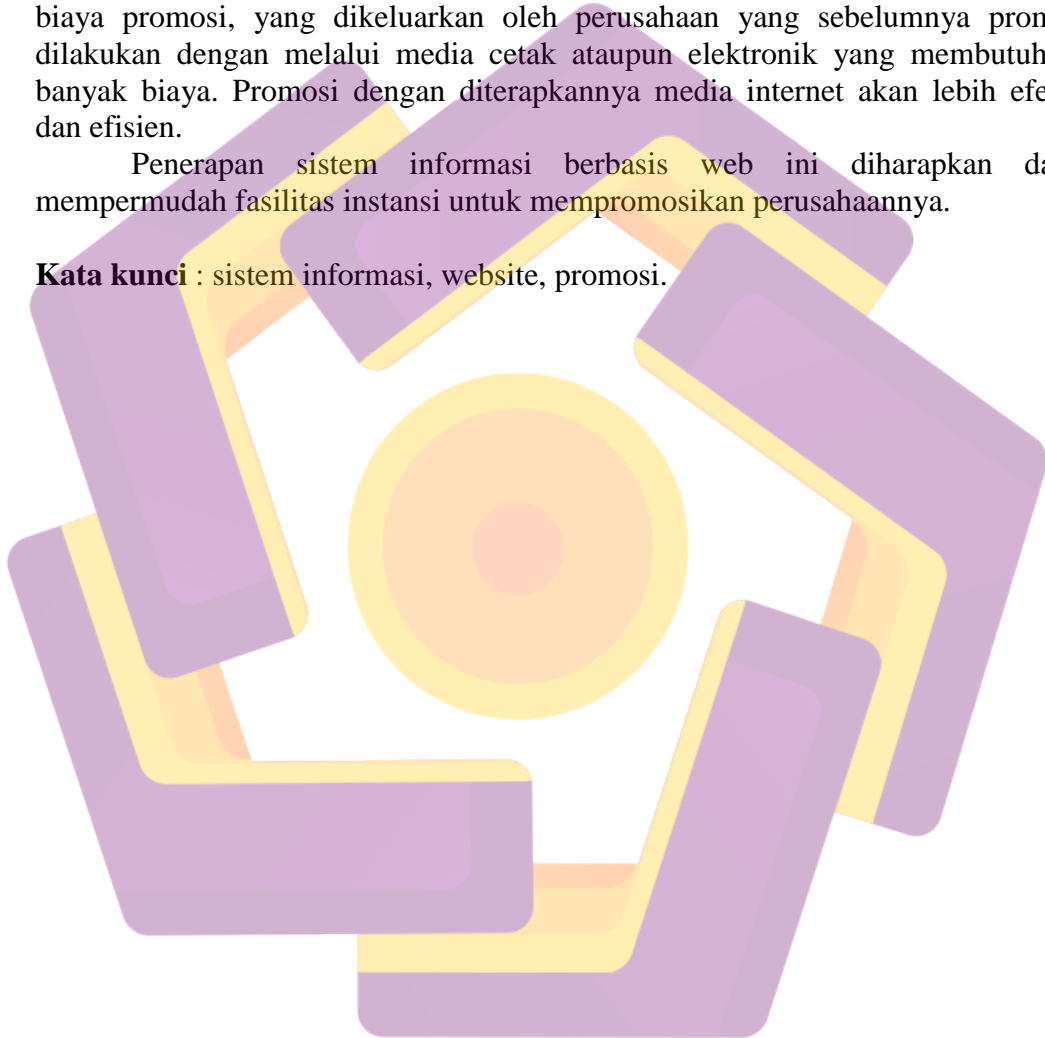 biaya promosi, yang dikeluarkan oleh perusahaan yang sebelumnya prom
dilakukan dengan melalui media cetak ataupun elektronik yang membutuh
banyak biaya. Promosi dengan diterapkannya media internet akan lebih efe
dan efisien.
Penerapan sistem informasi berbasis web ini diharapkan da
mempermudah fasilitas instansi untuk mempromosikan perusahaannya.
Kata kunci : sistem informasi, website, promosi.